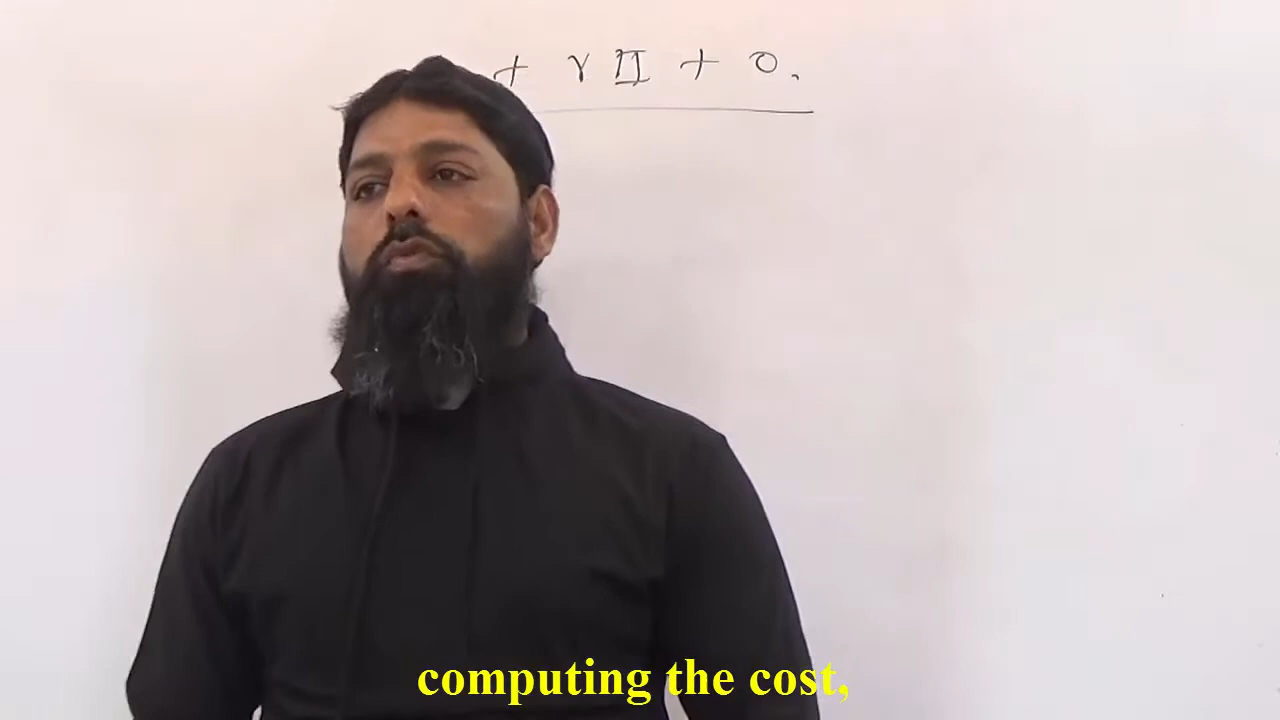 + γ II + 0.
computing the cost,